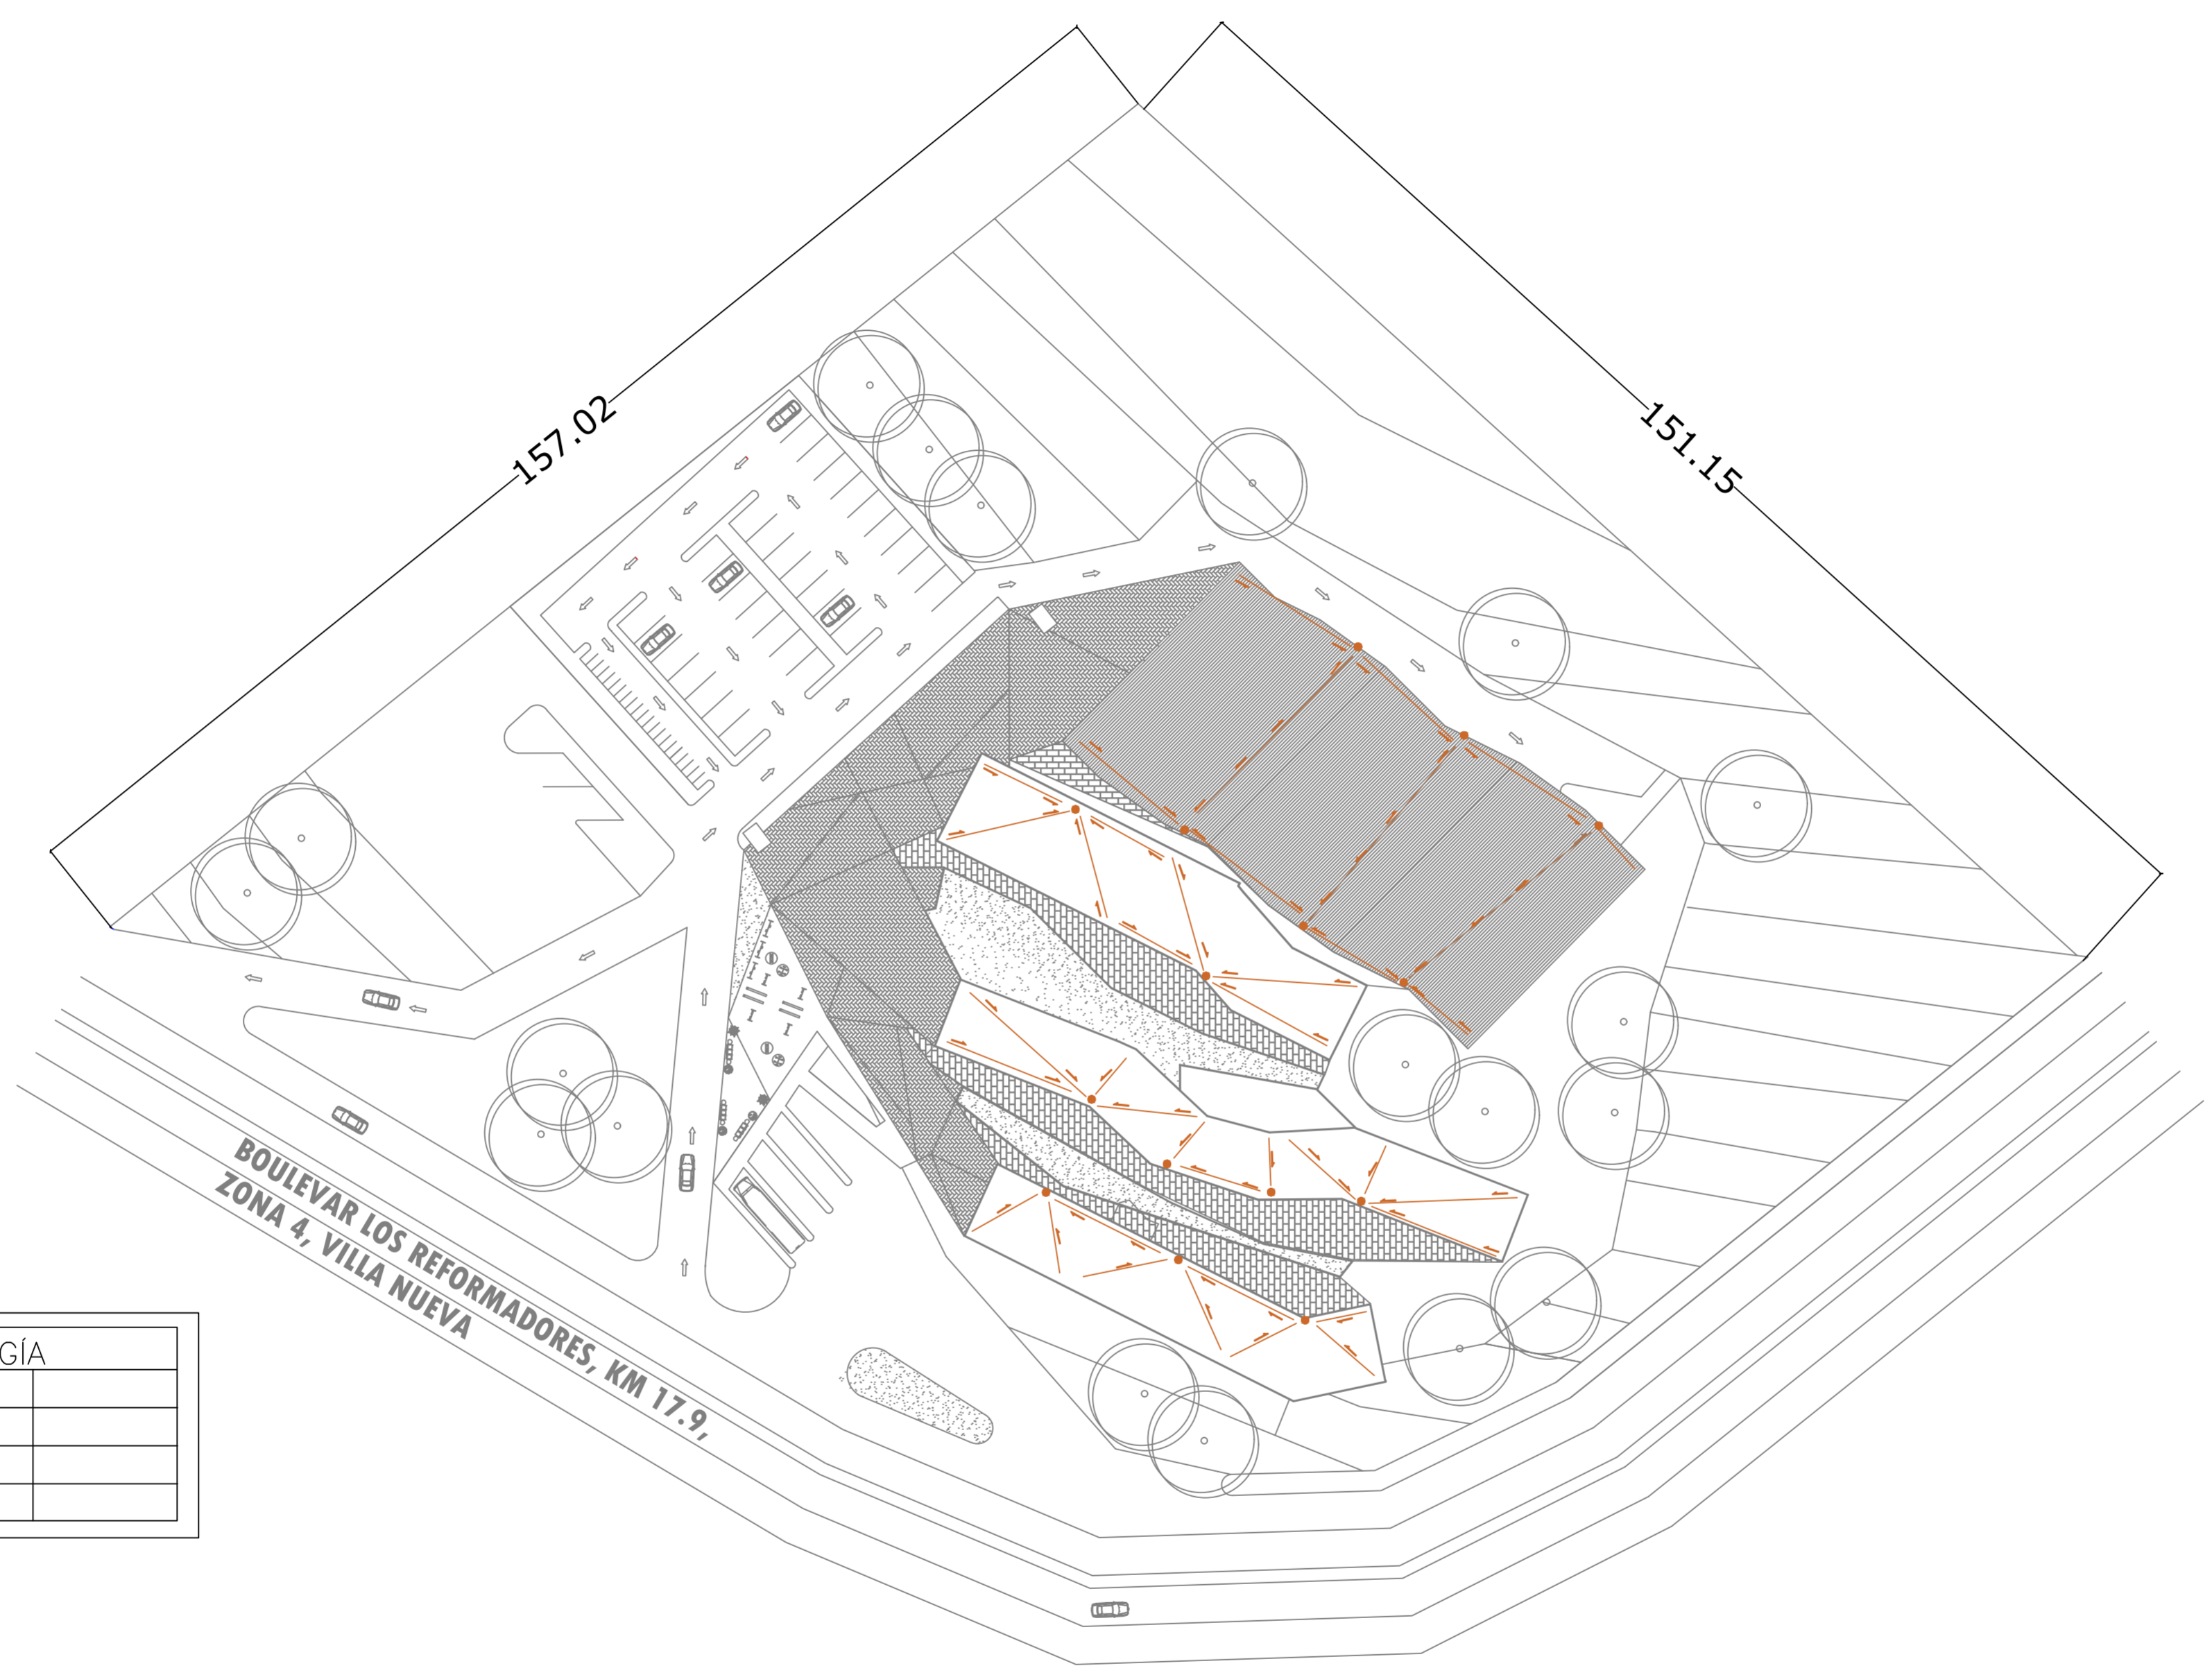 157.02
151.15
BOULEVAR LOS REFORMADORES, KM 17.9,
ZONA 4, VILLA NUEVA
GÍA